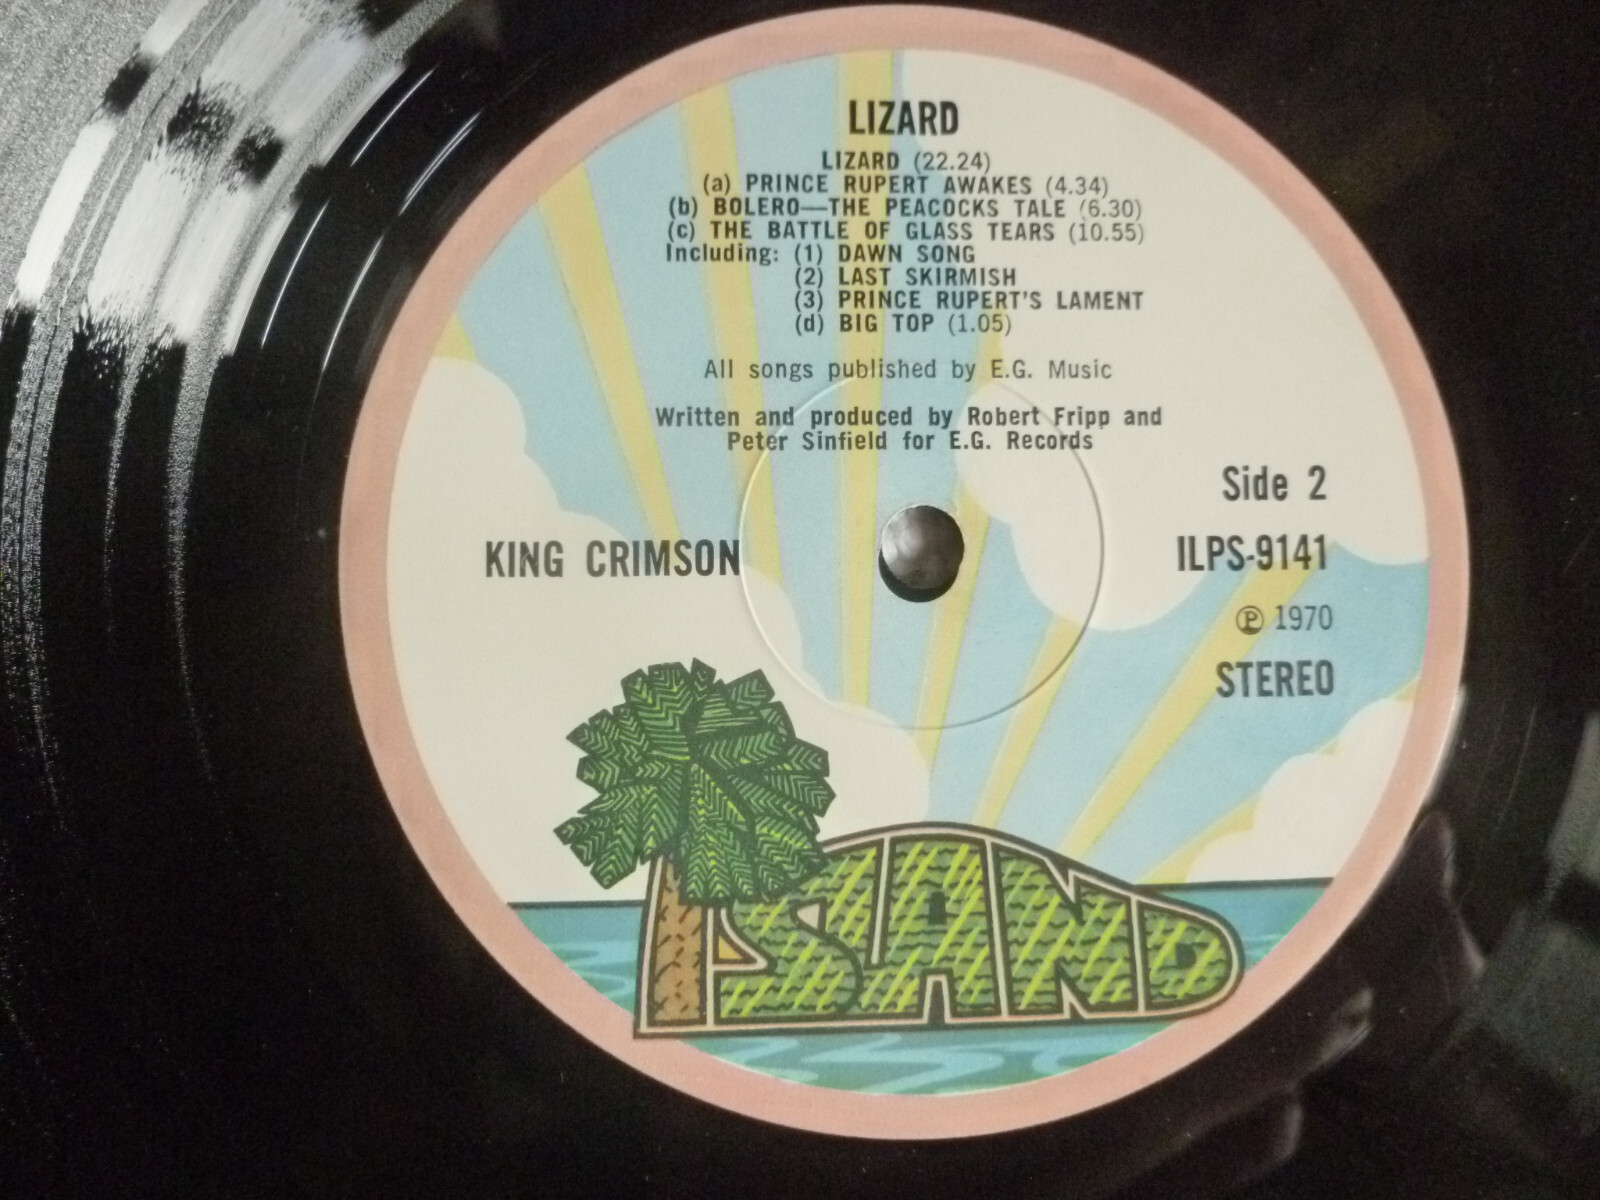 LIZARD
LIZARD (22.24)
(a) PRINCE RUPERT AWAKES (4.34)
(b) BOLERO—THE PEACOCKS TALE (6.30)
(c) THE BATTLE OF GLASS TEARS (10.55)
Including: (1) DAWN SONG
(2) LAST SKIRMISH
(3) PRINCE RUPERT'S LAMENT
(d) BIG TOP (1.05)
All songs published by E.G. Music
Written and produced by Robert Fripp and
Peter Sinfield for E.G. Records
Side 2
KING CRIMSON
ILPS-9141
℗ 1970
STEREO
ISLAND